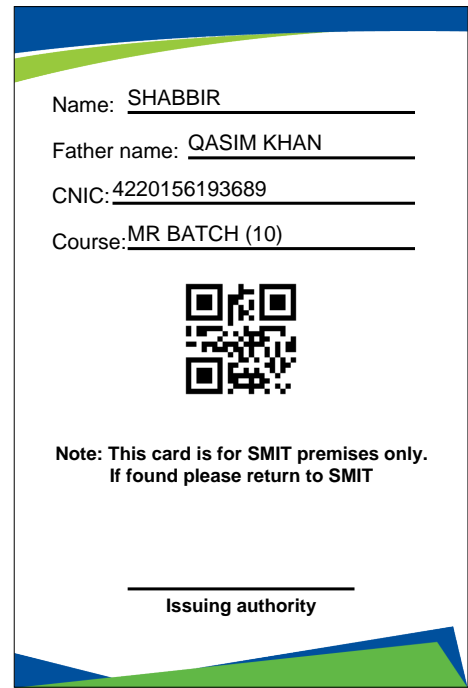 Name: SHABBIR
Father name: QASIM KHAN
CNIC: 4220156193689
Course: MR BATCH (10)
Note: This card is for SMIT premises only.
If found please return to SMIT
Issuing authority